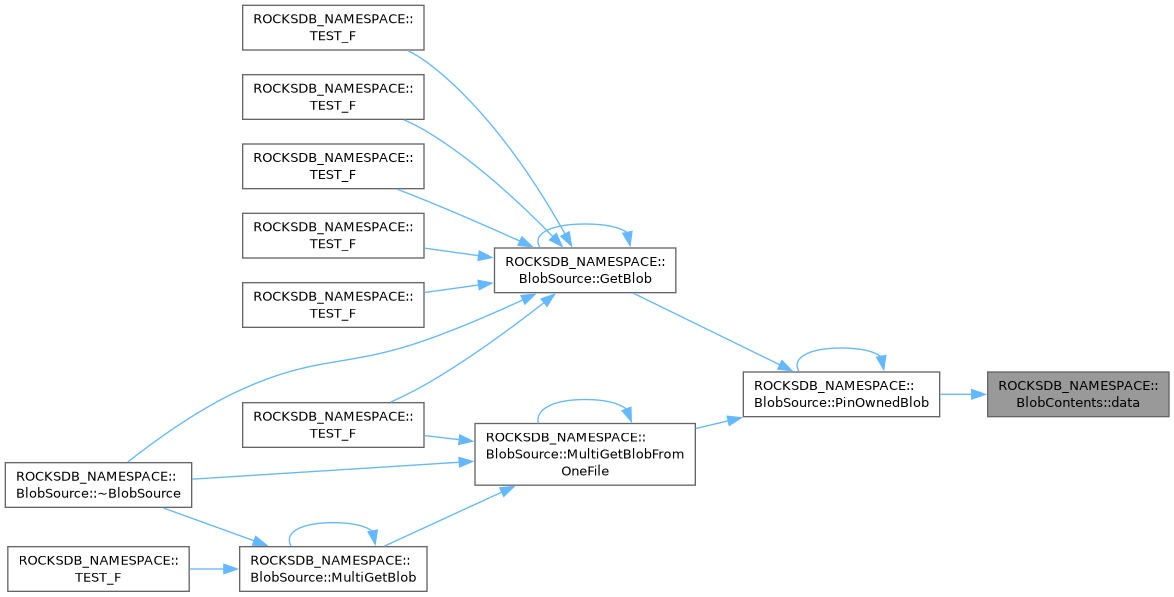 ROCKSDB_NAMESPACE::
TEST_F
ROCKSDB_NAMESPACE::
TEST_F
ROCKSDB_NAMESPACE::
TEST_F
ROCKSDB_NAMESPACE::
TEST_F
ROCKSDB_NAMESPACE::
BlobSource::GetBlob
ROCKSDB_NAMESPACE::
TEST_F
ROCKSDB_NAMESPACE::
BlobSource::PinOwnedBlob
ROCKSDB_NAMESPACE::
BlobContents::data
ROCKSDB_NAMESPACE::
TEST_F
ROCKSDB_NAMESPACE::
BlobSource::MultiGetBlobFrom
OneFile
ROCKSDB_NAMESPACE::
BlobSource::~BlobSource
ROCKSDB_NAMESPACE::
TEST_F
ROCKSDB_NAMESPACE::
BlobSource::MultiGetBlob